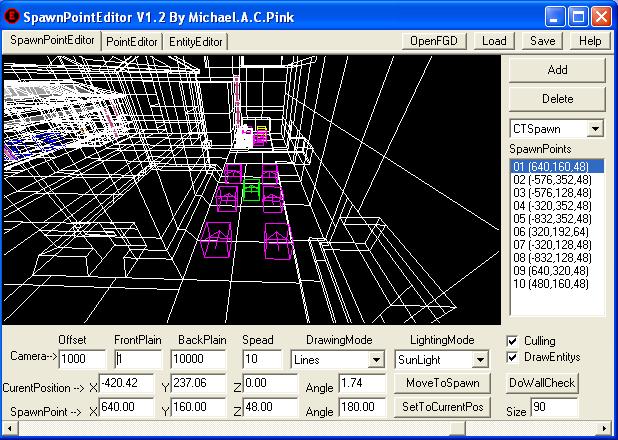 SpawnPointEditor V1.2 By Michael.A.C.Pink
SpawnPointEditor PointEditor EntityEditor OpenFGD Load Save Help
Add
Delete
CTSpawn
SpawnPoints
01 (640,160,48)
02 (-576,352,48)
03 (-576,128,48)
04 (-320,352,48)
05 (-832,352,48)
06 (320,192,64)
07 (-320,128,48)
08 (-832,128,48)
09 (640,320,48)
10 (480,160,48)
Offset FrontPlain BackPlain Spead DrawingMode LightingMode
Camera--> 1000 1 10000 10 Lines SunLight
Culling
DrawEntitys
CurentPosition --> X -420.42 Y 237.06 Z 0.00 Angle 1.74 MoveToSpawn DoWallCheck
SpawnPoint --> X 640.00 Y 160.00 Z 48.00 Angle 180.00 SetToCurrentPos Size 90